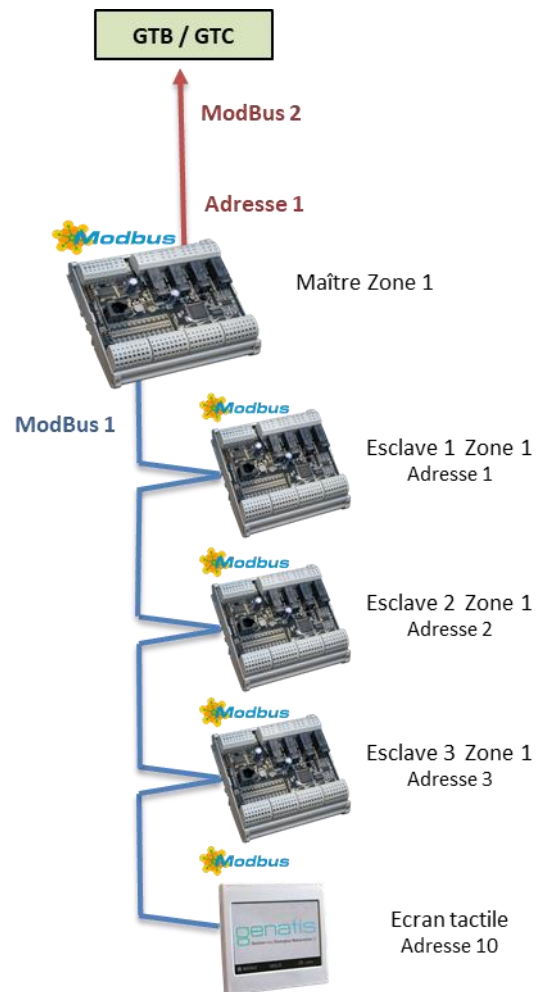 GTB / GTC
ModBus 2
Adresse 1
Modbus
Maître Zone 1
ModBus 1
Modbus
Esclave 1 Zone 1
Adresse 1
Modbus
Esclave 2 Zone 1
Adresse 2
Modbus
Esclave 3 Zone 1
Adresse 3
Modbus
genatis
Ecran tactile
Adresse 10